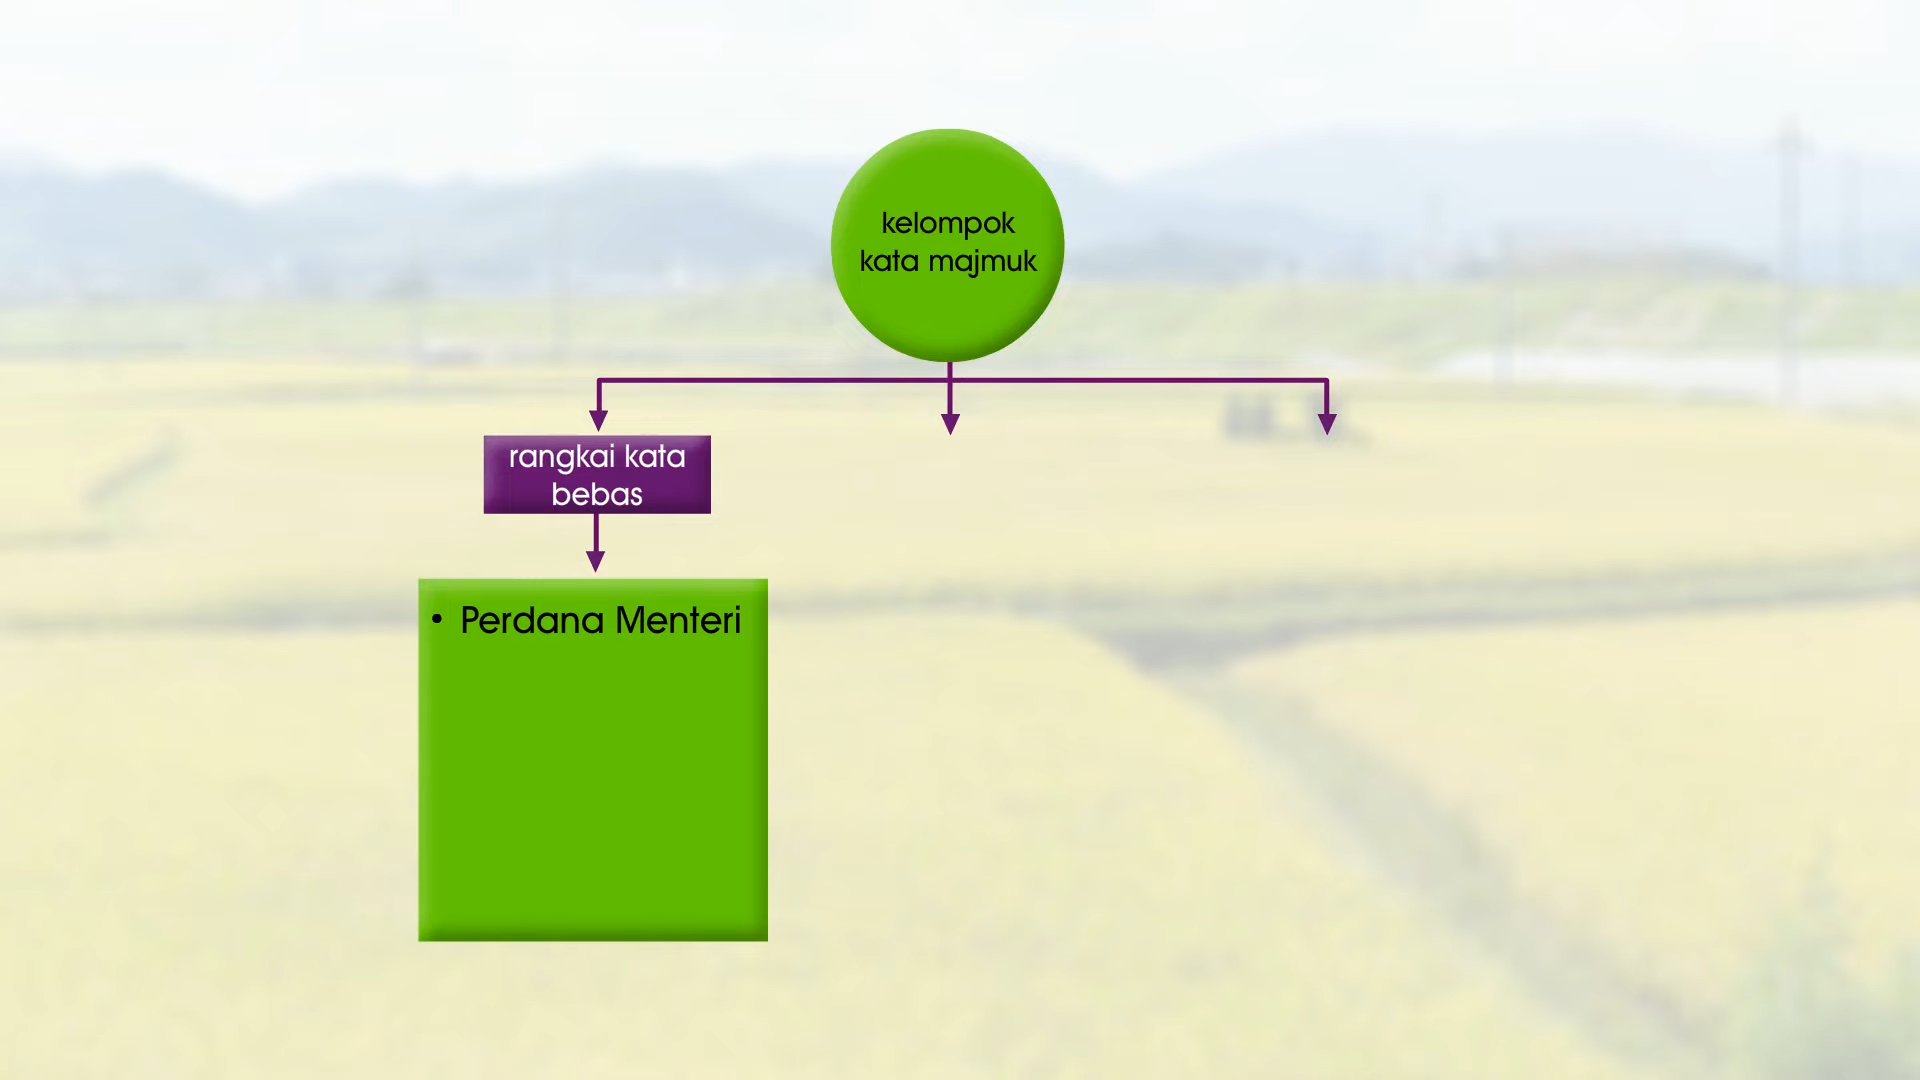 kelompok
kata majmuk
rangkai kata
bebas
• Perdana Menteri